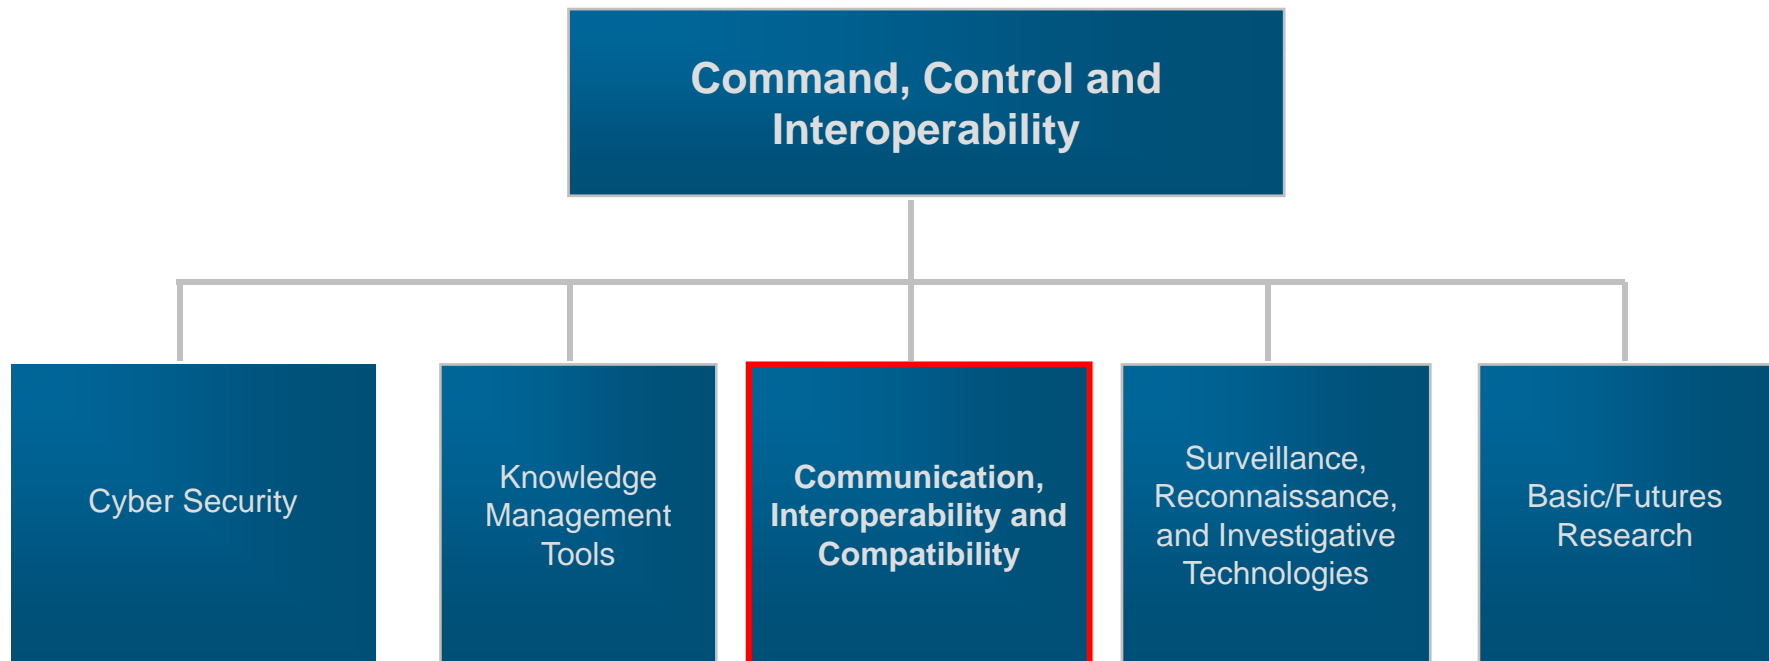 Command, Control and
Interoperability
Cyber Security
Knowledge
Management
Tools
Communication,
Interoperability and
Compatibility
Surveillance,
Reconnaissance,
and Investigative
Technologies
Basic/Futures
Research